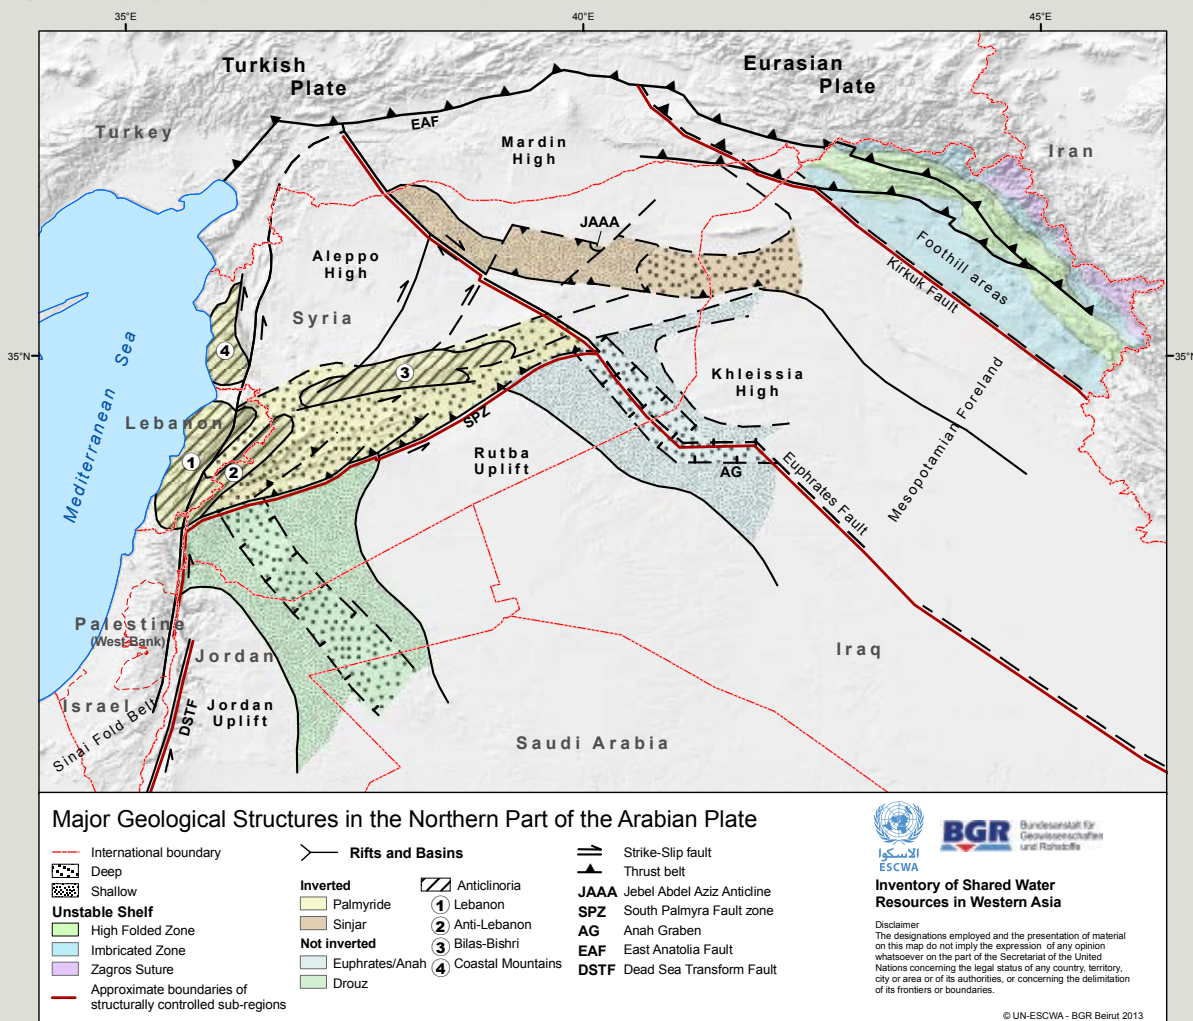 35°E
40°E
45°E
Turkish
Plate
Eurasian
Plate
Turkey
EAF
Mardin
High
Iran
JAAA
Aleppo
High
Foothill areas
Kirkuk Fault
Syria
35°N
35°N
4
3
Khleissia
High
Mediterranean Sea
Lebanon
SPZ
1
2
Rutba
Uplift
AG
Euphrates Fault
Mesopotamian Foreland
Palestine
(West Bank)
Jordan
Iraq
Israel
Sinai Fold Belt
DSTF
Jordan
Uplift
Saudi Arabia
Major Geological Structures in the Northern Part of the Arabian Plate
International boundary
Deep
Shallow
Unstable Shelf
High Folded Zone
Imbricated Zone
Zagros Suture
Approximate boundaries of
structurally controlled sub-regions
Rifts and Basins
Inverted
Palmyride
Sinjar
Not inverted
Euphrates/Anah
Drouz
Anticlinoria
1 Lebanon
2 Anti-Lebanon
3 Bilas-Bishri
4 Coastal Mountains
Strike-Slip fault
Thrust belt
JAAA Jebel Abdel Aziz Anticline
SPZ South Palmyra Fault zone
AG Anah Graben
EAF East Anatolia Fault
DSTF Dead Sea Transform Fault
الاسكوا
ESCWA
BGR
Bundesanstalt für
Geowissenschaften
und Rohstoffe
Inventory of Shared Water
Resources in Western Asia
Disclaimer
The designations employed and the presentation of material
on this map do not imply the expression of any opinion
whatsoever on the part of the Secretariat of the United
Nations concerning the legal status of any country, territory,
city or area or of its authorities, or concerning the delimitation
of its frontiers or boundaries.
© UN-ESCWA - BGR Beirut 2013